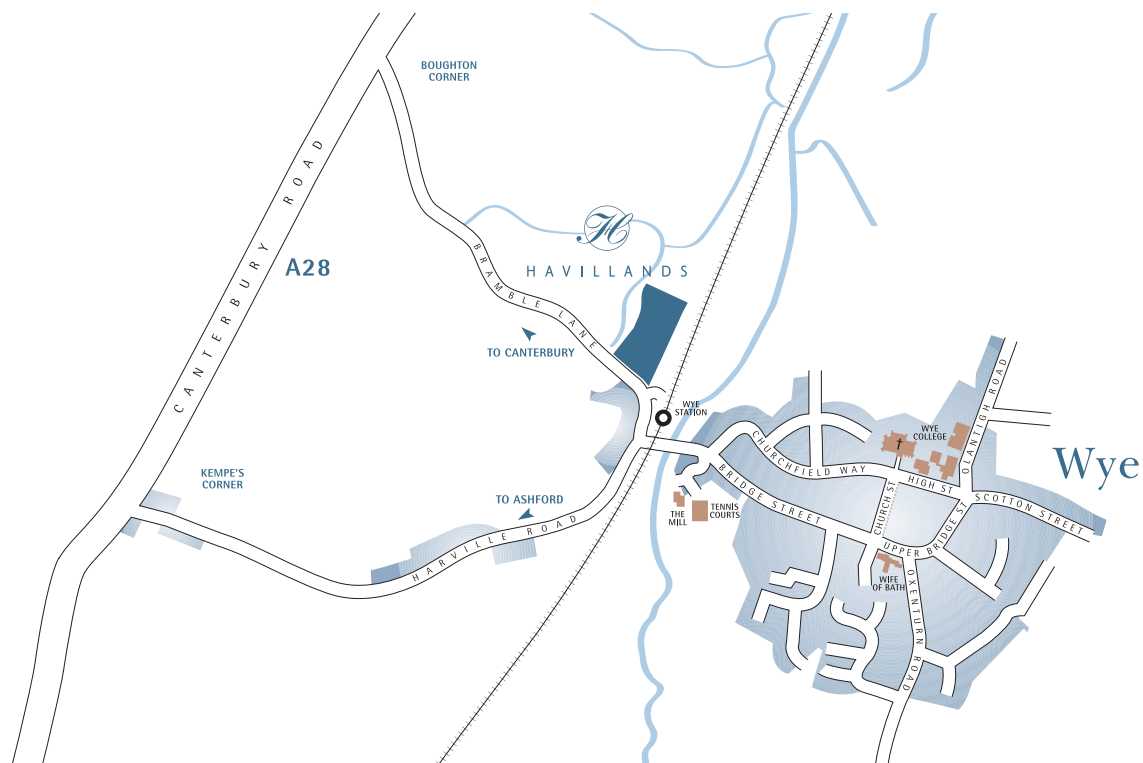 BOUGHTON
CORNER
CANTERBURY ROAD
A28
H
HAVILLANDS
BRAMBLE LANE
TO CANTERBURY
WYE
STATION
WYE
COLLEGE
OLANTIGH ROAD
Wye
CHURCHFIELD WAY
HIGH ST
SCOTTON STREET
KEMPE'S
CORNER
TO ASHFORD
HARVILLE ROAD
BRIDGE STREET
THE
MILL
TENNIS
COURTS
CHURCH ST
UPPER BRIDGE ST
WIFE
OF BATH
OXENTURN ROAD